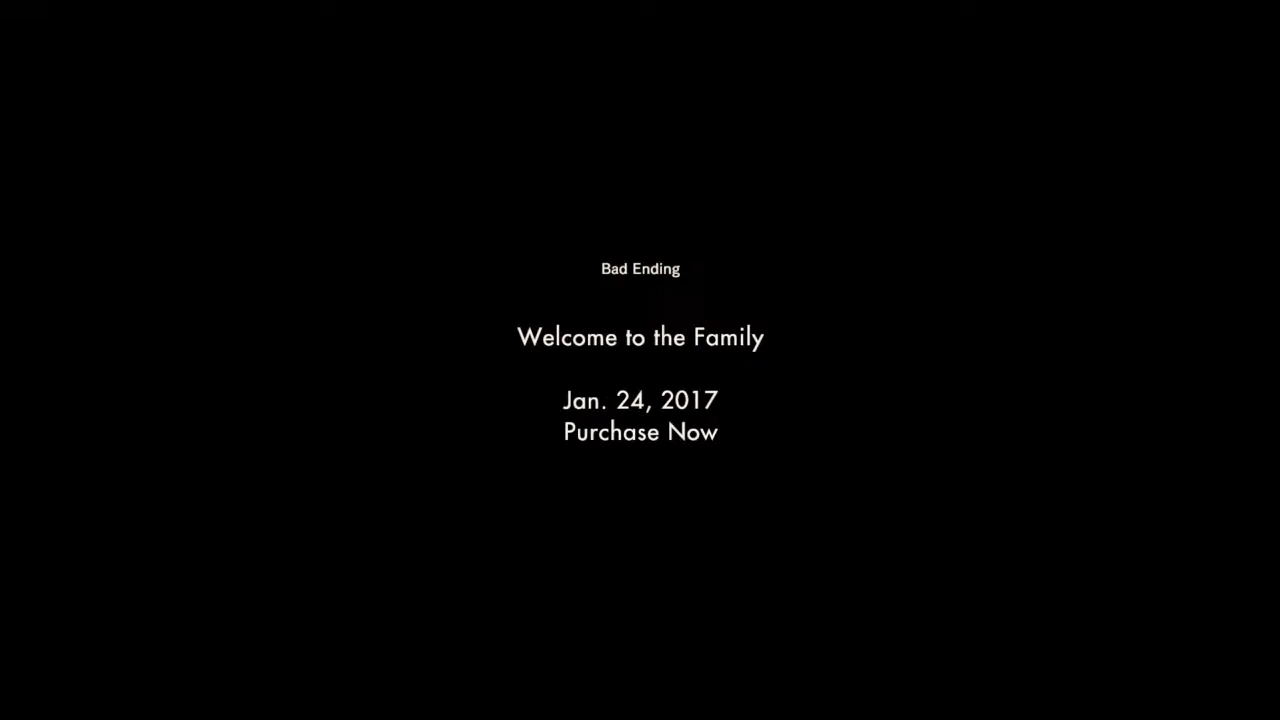 Bad Ending
Welcome to the Family
Jan. 24, 2017
Purchase Now